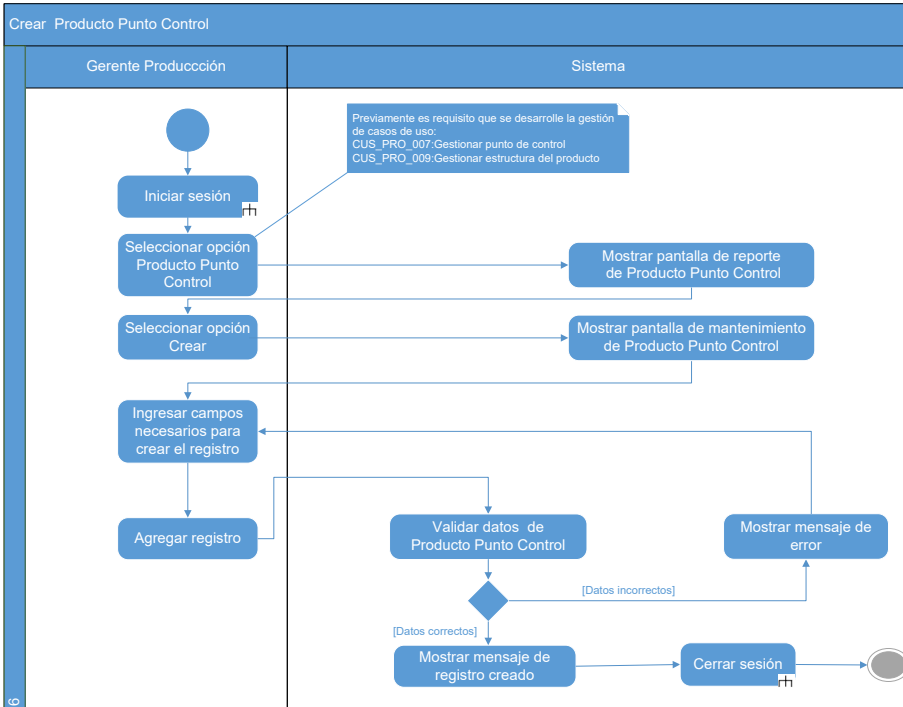 Crear Producto Punto Control
Gerente Produccción
Sistema
Previamente es requisito que se desarrolle la gestión
de casos de uso:
CUS_PRO_007:Gestionar punto de control
CUS_PRO_009:Gestionar estructura del producto
Iniciar sesión
Seleccionar opción
Producto Punto
Control
Mostrar pantalla de reporte
de Producto Punto Control
Seleccionar opción
Crear
Mostrar pantalla de mantenimiento
de Producto Punto Control
Ingresar campos
necesarios para
crear el registro
Agregar registro
Validar datos de
Producto Punto Control
Mostrar mensaje de
error
[Datos incorrectos]
[Datos correctos]
Mostrar mensaje de
registro creado
Cerrar sesión